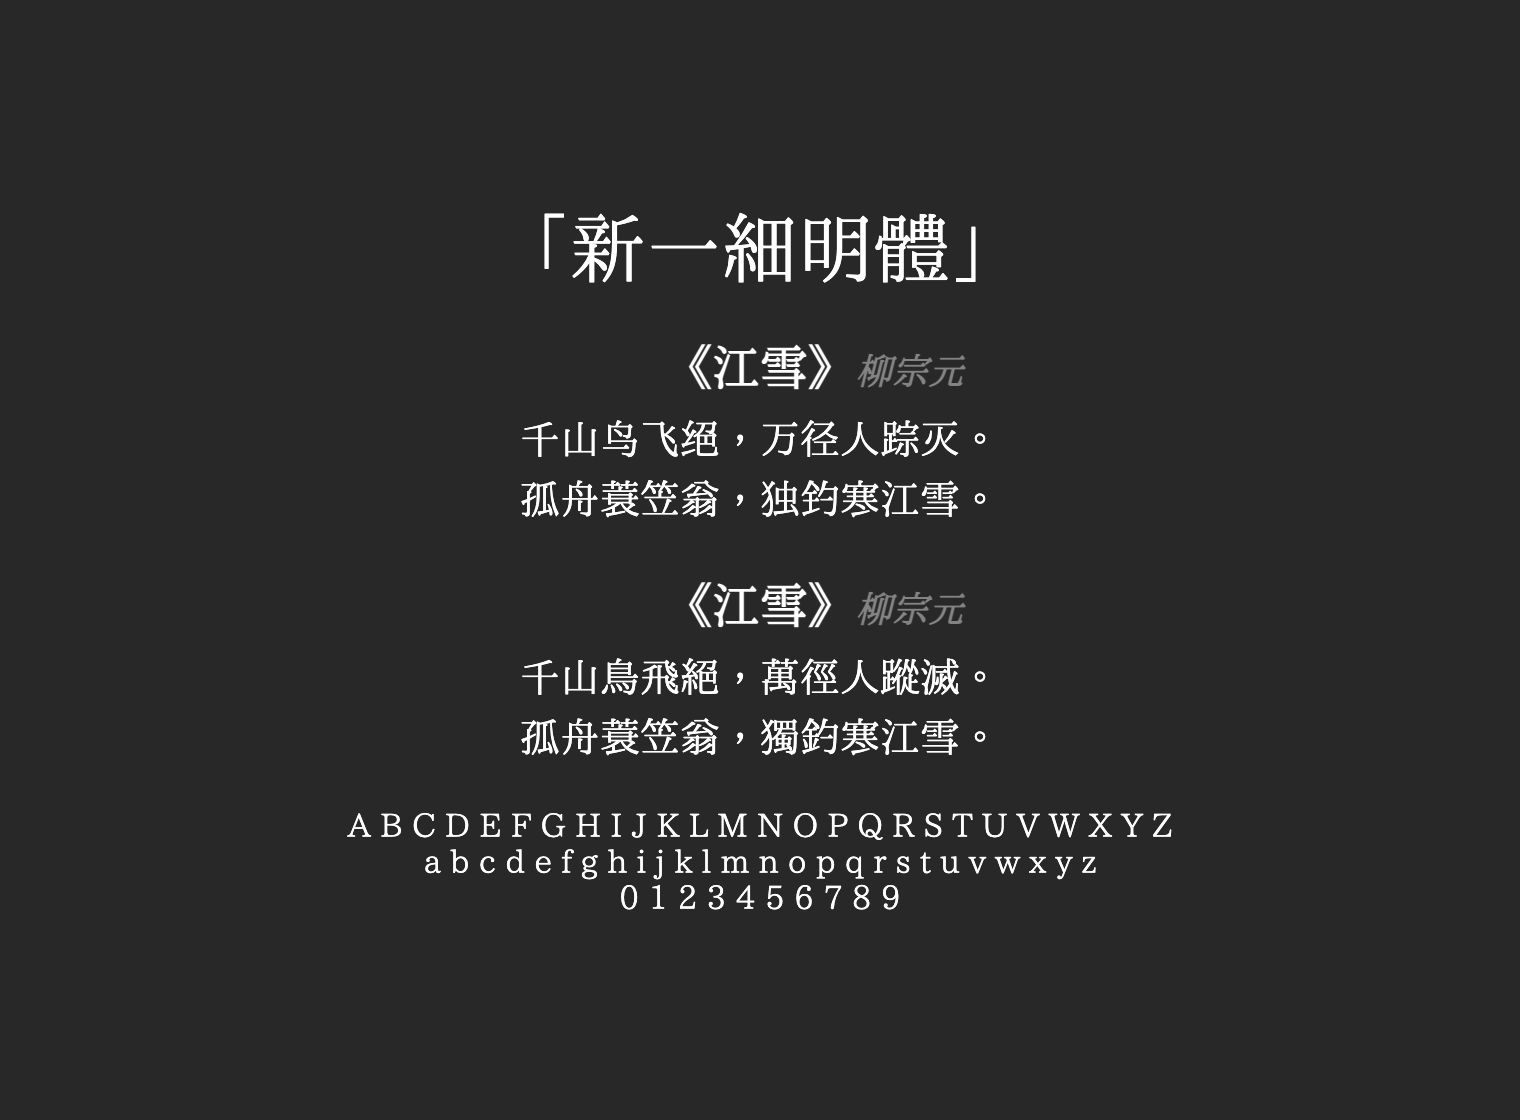 「新一細明體」
《江雪》 柳宗元
千山鸟飞絕，万径人踪灭。
孤舟蓑笠翁，独釣寒江雪。
《江雪》 柳宗元
千山鳥飛絕，萬徑人蹤滅。
孤舟蓑笠翁，獨釣寒江雪。
A B C D E F G H I J K L M N O P Q R S T U V W X Y Z
a b c d e f g h i j k l m n o p q r s t u v w x y z
0 1 2 3 4 5 6 7 8 9